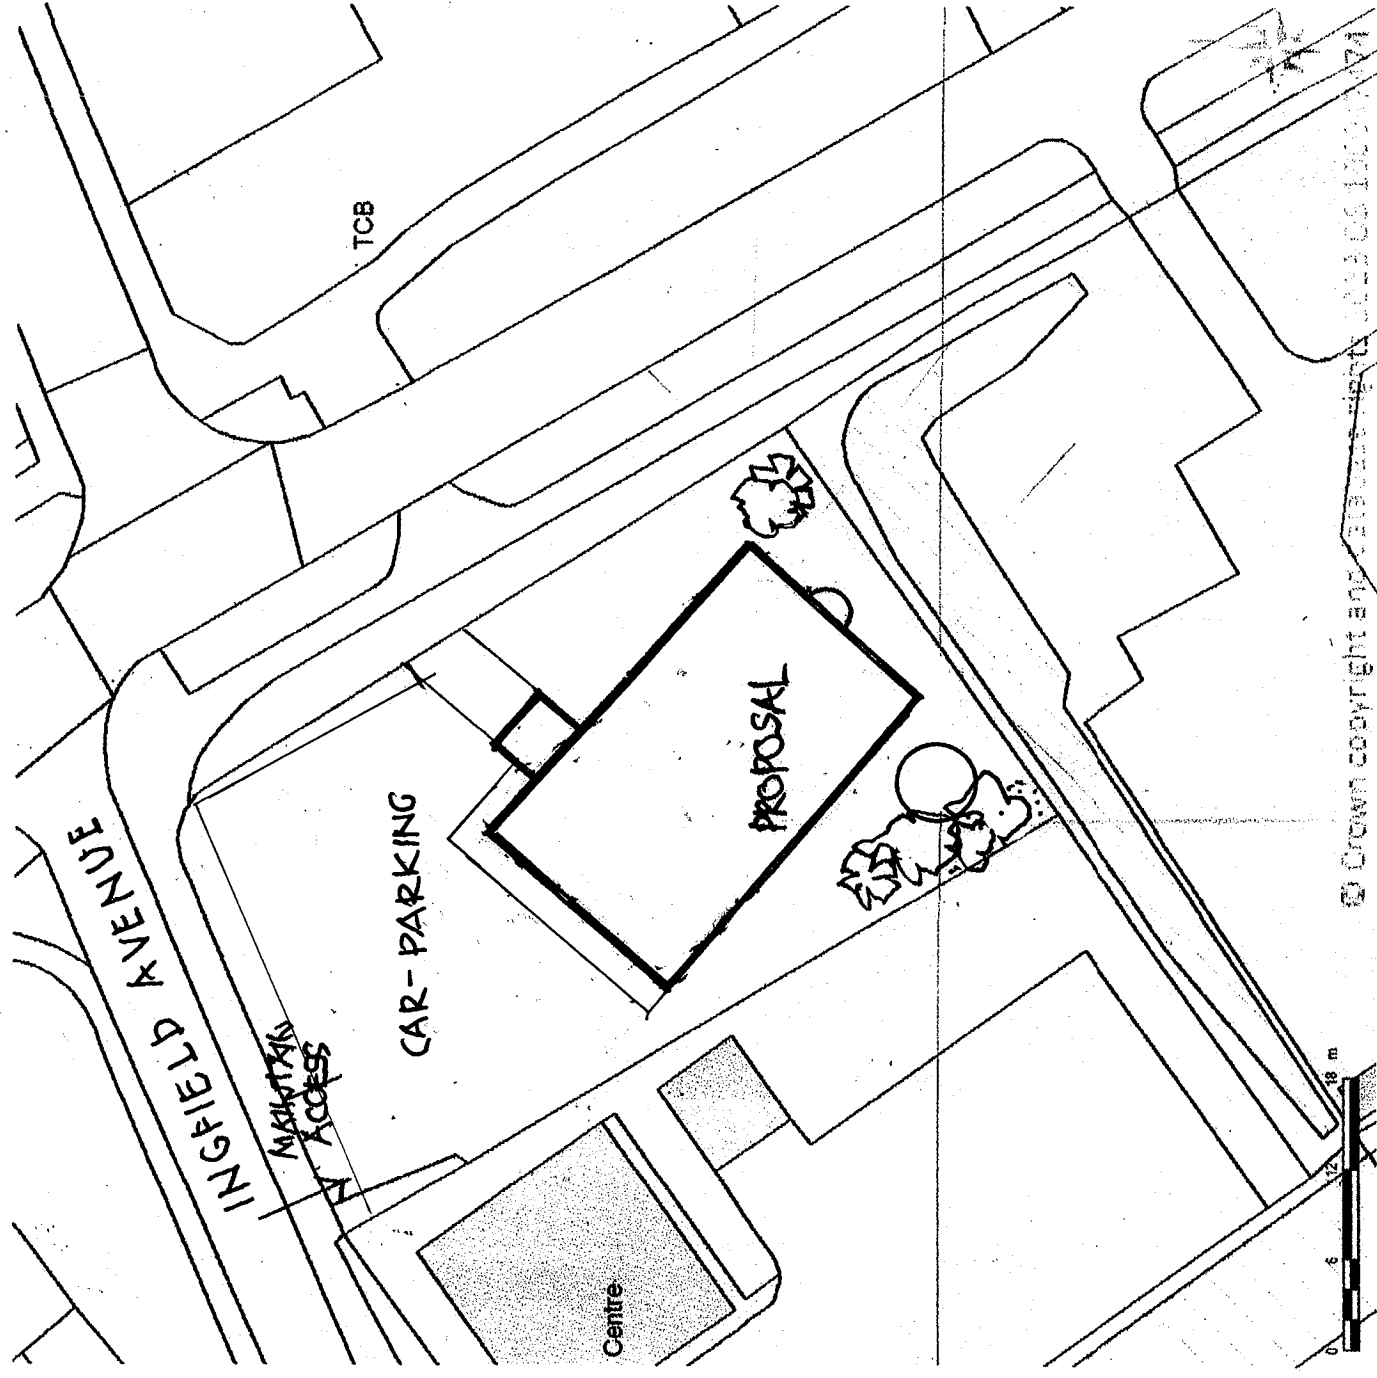 TCB
INGFIELD AVENUE
MAINTAIN
ACCESS
CAR-PARKING
PROPOSAL
Centre
0 6 12 18 m
© Crown copyright and